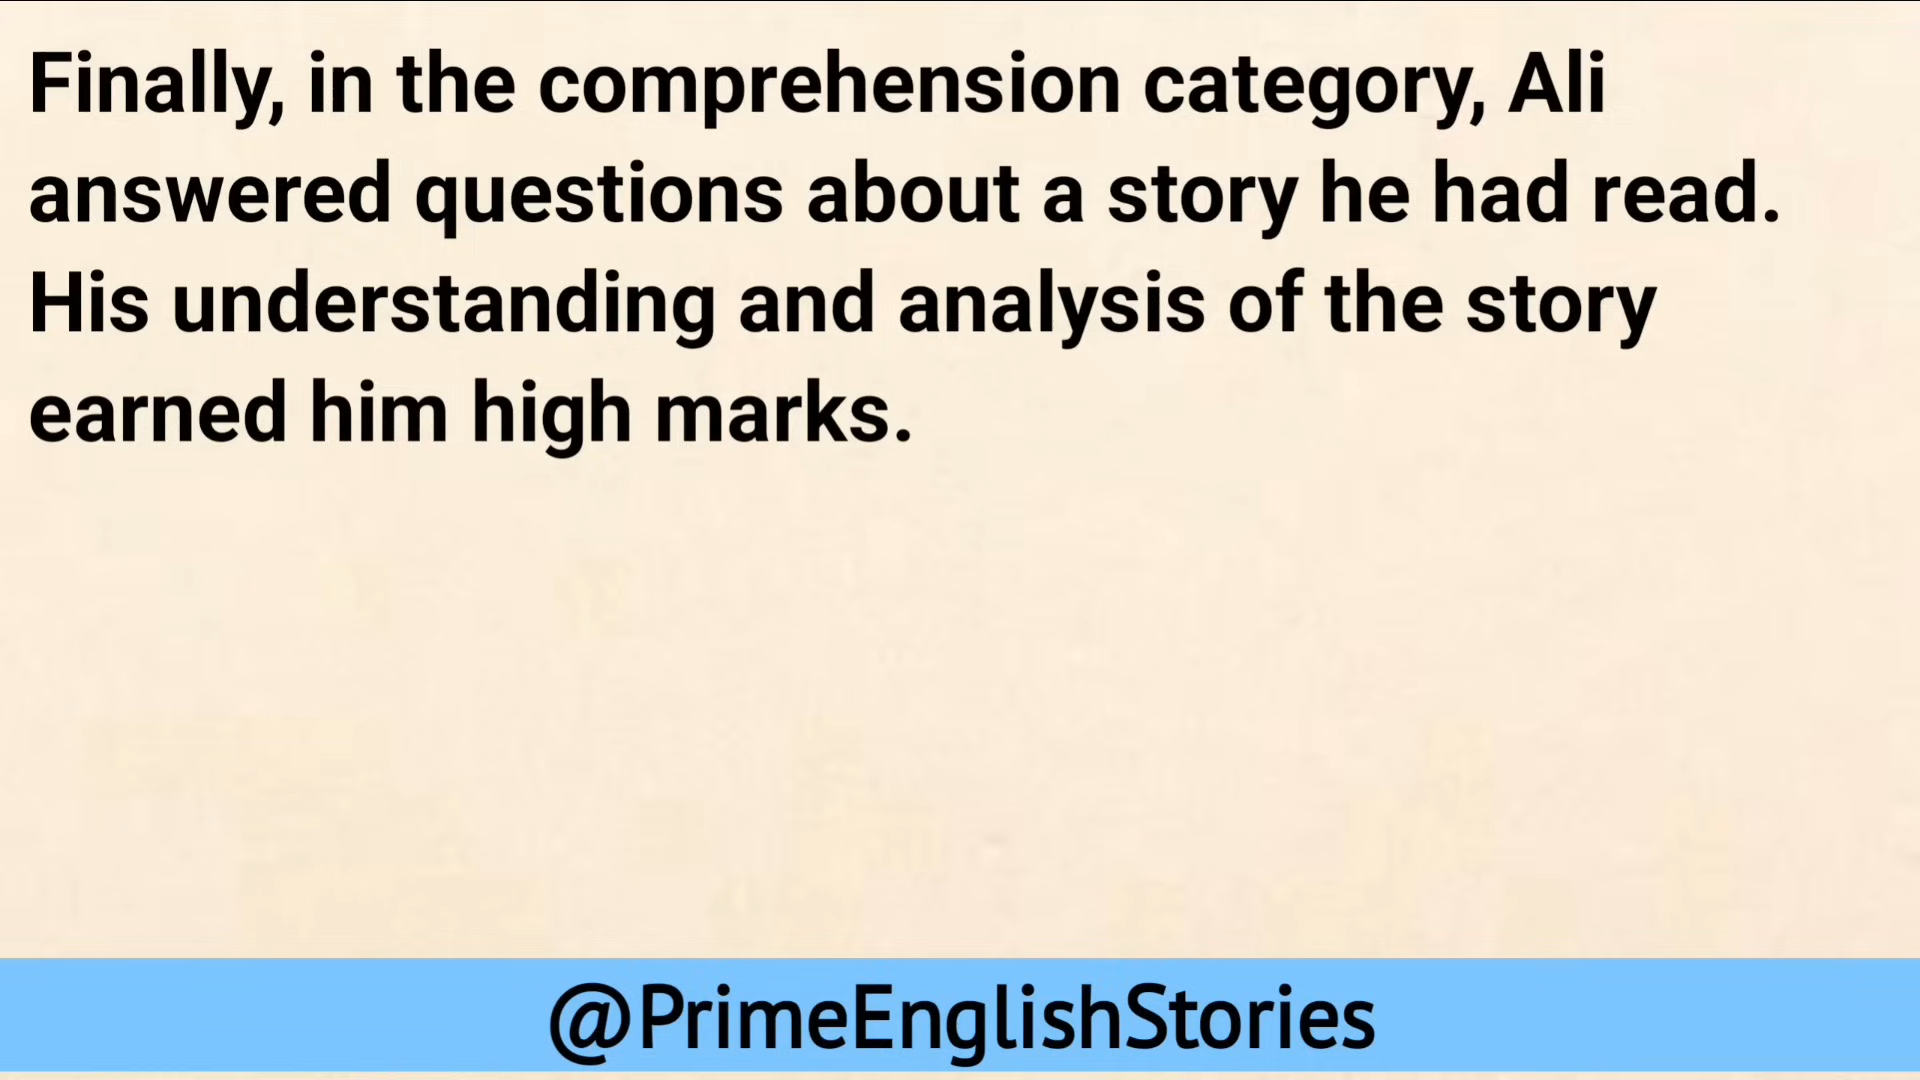 Finally, in the comprehension category, Ali
answered questions about a story he had read.
His understanding and analysis of the story
earned him high marks.
@PrimeEnglishStories